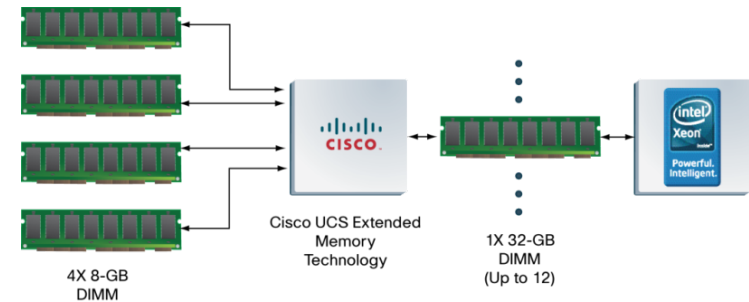 4X 8-GB
DIMM
CISCO
Cisco UCS Extended
Memory
Technology
1X 32-GB
DIMM
(Up to 12)
intel
Xeon
inside
Powerful.
Intelligent.